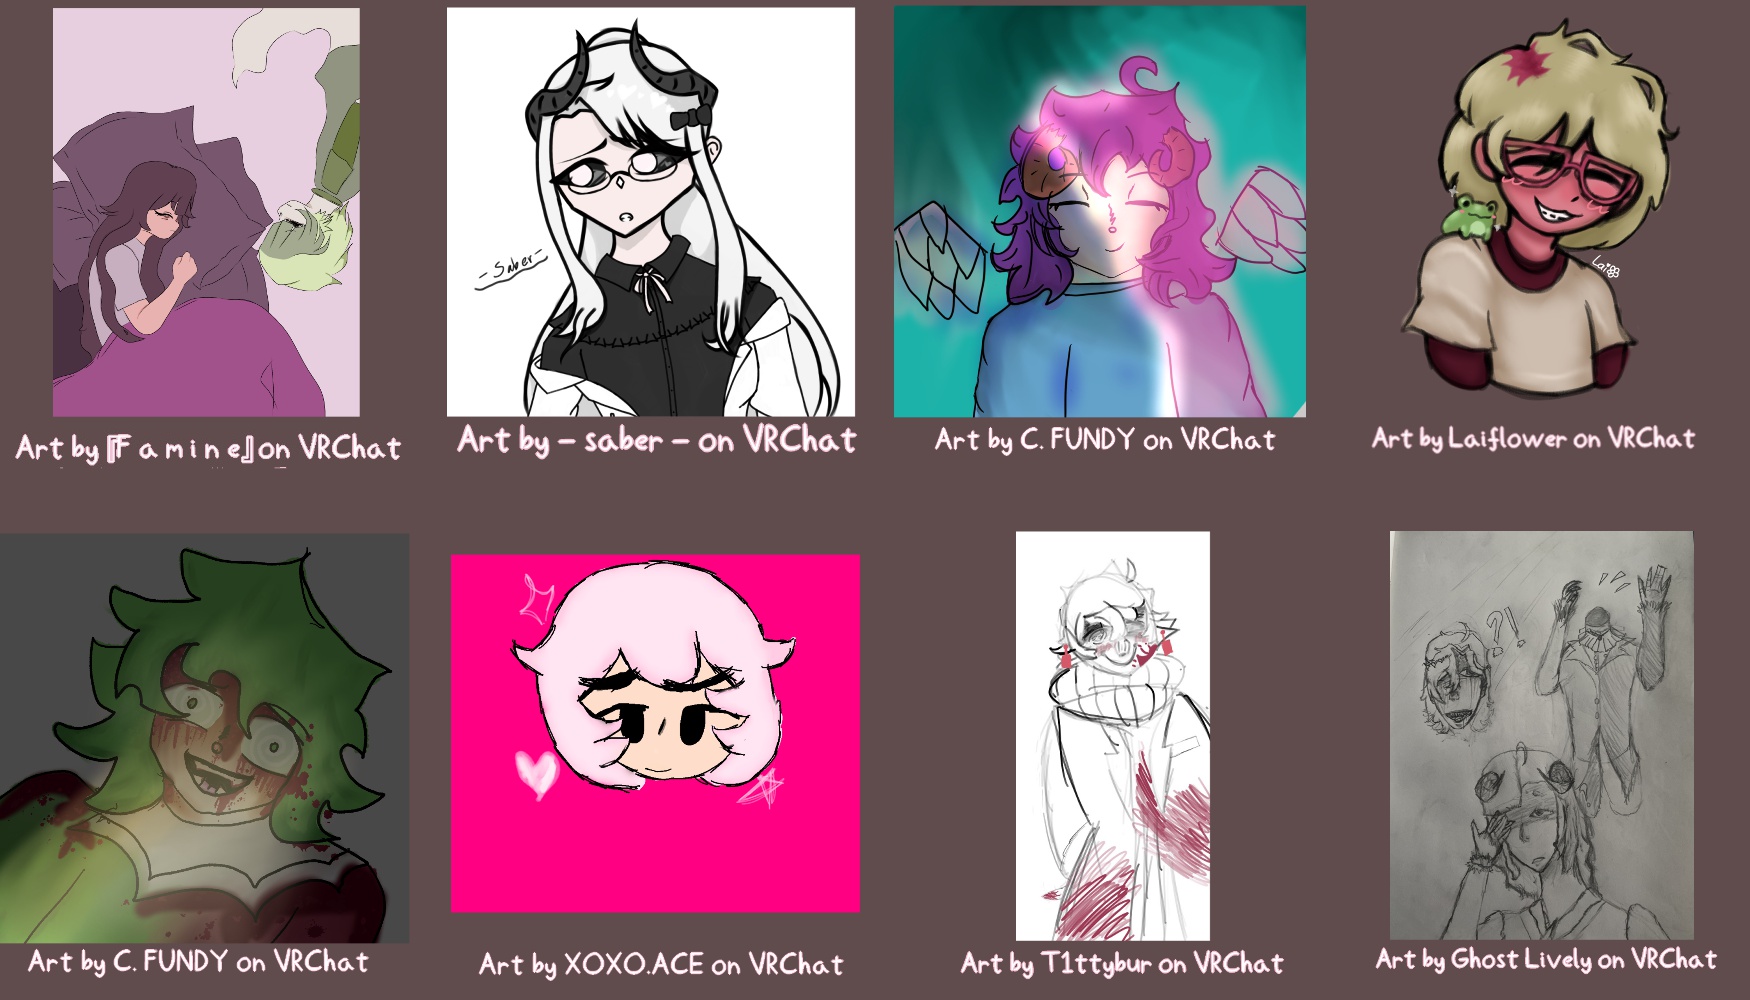 - Saber -
Laigg
Art by 『F a m i n e』 on VRChat
Art by – saber – on VRChat
Art by C. FUNDY on VRChat
Art by Laiflower on VRChat
?!
Art by C. FUNDY on VRChat
Art by XOXO.ACE on VRChat
Art by T1ttybur on VRChat
Art by Ghost Lively on VRChat